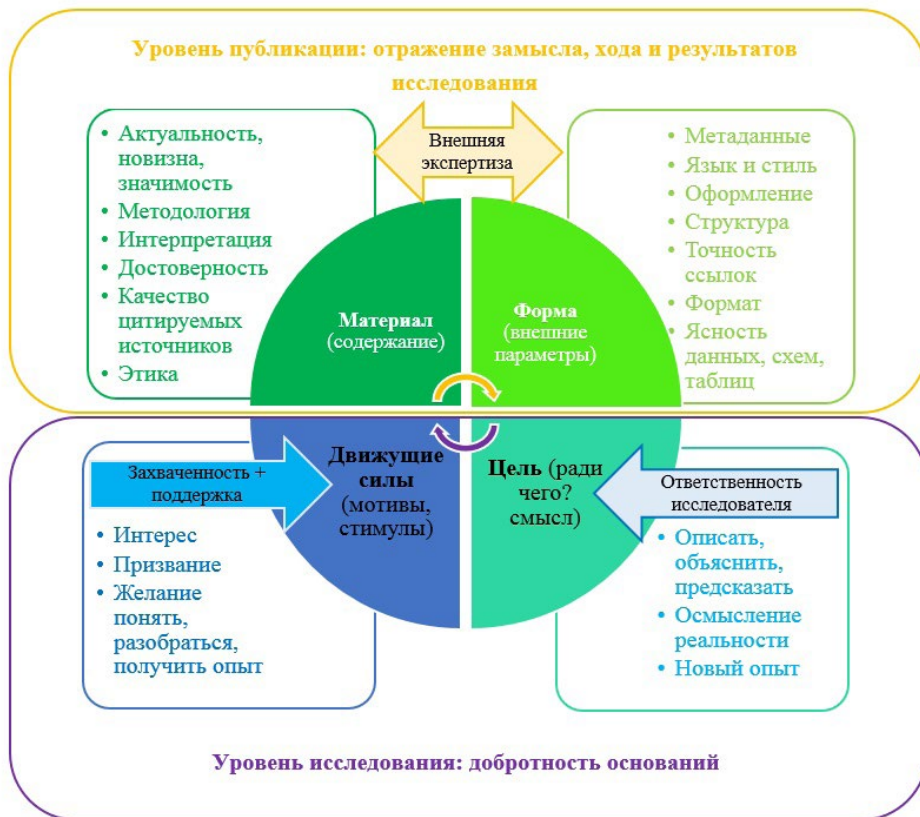 Уровень публикации: отражение замысла, хода и результатов
исследования
• Актуальность,
новизна,
значимость
• Методология
• Интерпретация
• Достоверность
• Качество
цитируемых
источников
• Этика
Внешняя
экспертиза
• Метаданные
• Язык и стиль
• Оформление
• Структура
• Точность
ссылок
• Формат
• Ясность
данных, схем,
таблиц
Материал
(содержание)
Форма
(внешние
параметры)
Захваченность +
поддержка
• Интерес
• Призвание
• Желание
понять,
разобраться,
получить опыт
Движущие
силы
(мотивы,
стимулы)
Цель (ради
чего?
смысл)
Ответственность
исследователя
• Описать,
объяснить,
предсказать
• Осмысление
реальности
• Новый опыт
Уровень исследования: добротность оснований